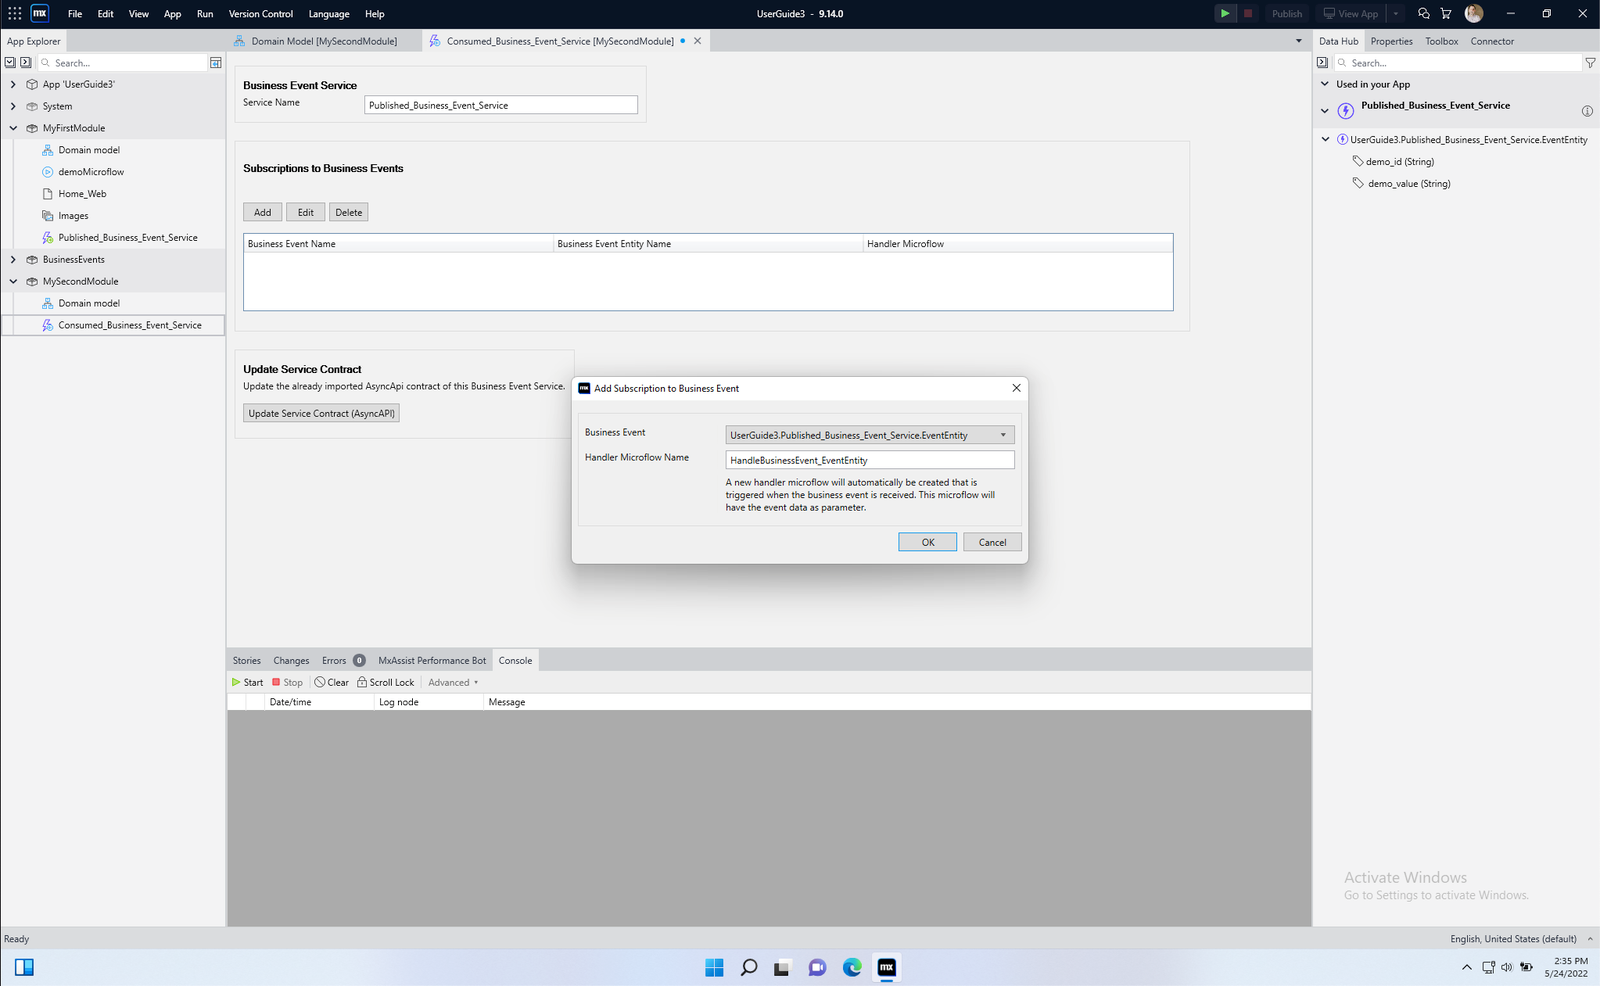 mx File Edit View App Run Version Control Language Help UserGuide3 - 9.14.0 Publish View App
App Explorer
Search...
App 'UserGuide3'
System
MyFirstModule
Domain model
demoMicroflow
Home_Web
Images
Published_Business_Event_Service
BusinessEvents
MySecondModule
Domain model
Consumed_Business_Event_Service
Domain Model [MySecondModule] Consumed_Business_Event_Service [MySecondModule]
Business Event Service
Service Name Published_Business_Event_Service
Subscriptions to Business Events
Add Edit Delete
Business Event Name Business Event Entity Name Handler Microflow
Update Service Contract
Update the already imported AsyncApi contract of this Business Event Service.
Update Service Contract (AsyncAPI)
mx Add Subscription to Business Event
Business Event UserGuide3.Published_Business_Event_Service.EventEntity
Handler Microflow Name HandleBusinessEvent_EventEntity
A new handler microflow will automatically be created that is
triggered when the business event is received. This microflow will
have the event data as parameter.
OK Cancel
Stories Changes Errors 0 MxAssist Performance Bot Console
Start Stop Clear Scroll Lock Advanced
Date/time Log node Message
Data Hub Properties Toolbox Connector
Search...
Used in your App
Published_Business_Event_Service
UserGuide3.Published_Business_Event_Service.EventEntity
demo_id (String)
demo_value (String)
Activate Windows
Go to Settings to activate Windows.
Ready English, United States (default)
mx
2:35 PM
5/24/2022